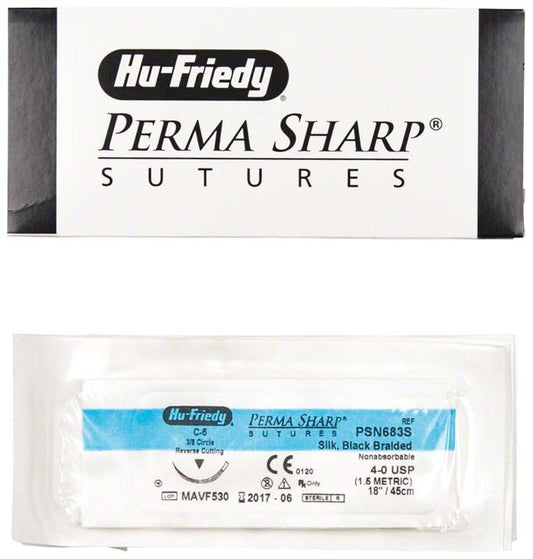 Hu-Friedy®
PERMA SHARP®
SUTURES
Hu-Friedy
PERMA SHARP®
SUTURES
REF
PSN683S
C-6
3/8 Circle
Reverse Cutting
Silk, Black Braided
Nonabsorbable
CE 0120
4-0 USP
(1.5 METRIC)
18" / 45cm
Rx Only
LOT MAVF530
2017 - 06
STERILE R